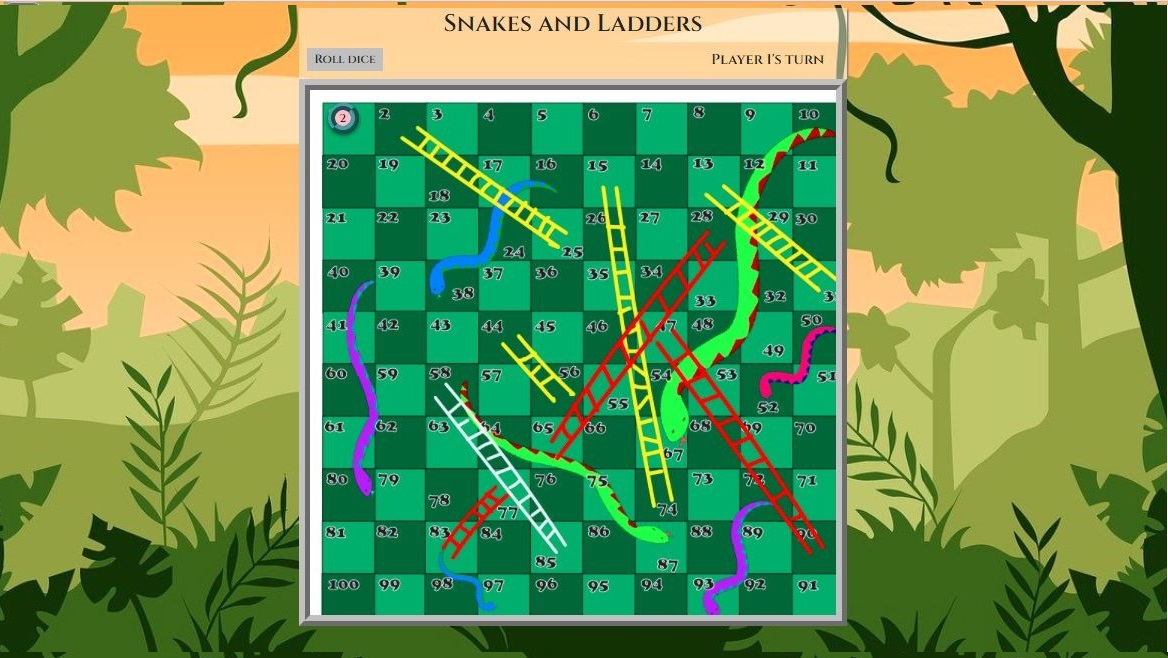 Snakes and Ladders
Roll dice
Player 1's turn
2 2 3 4 5 6 7 8 9 10
20 19 18 17 16 15 14 13 12 11
21 22 23 24 25 26 27 28 29 30
40 39 38 37 36 35 34 33 32
41 42 43 44 45 46 47 48 49 50
60 59 58 57 56 55 54 53 52 51
61 62 63 64 65 66 67 68 69 70
80 79 78 77 76 75 74 73 72 71
81 82 83 84 85 86 87 88 89 90
100 99 98 97 96 95 94 93 92 91